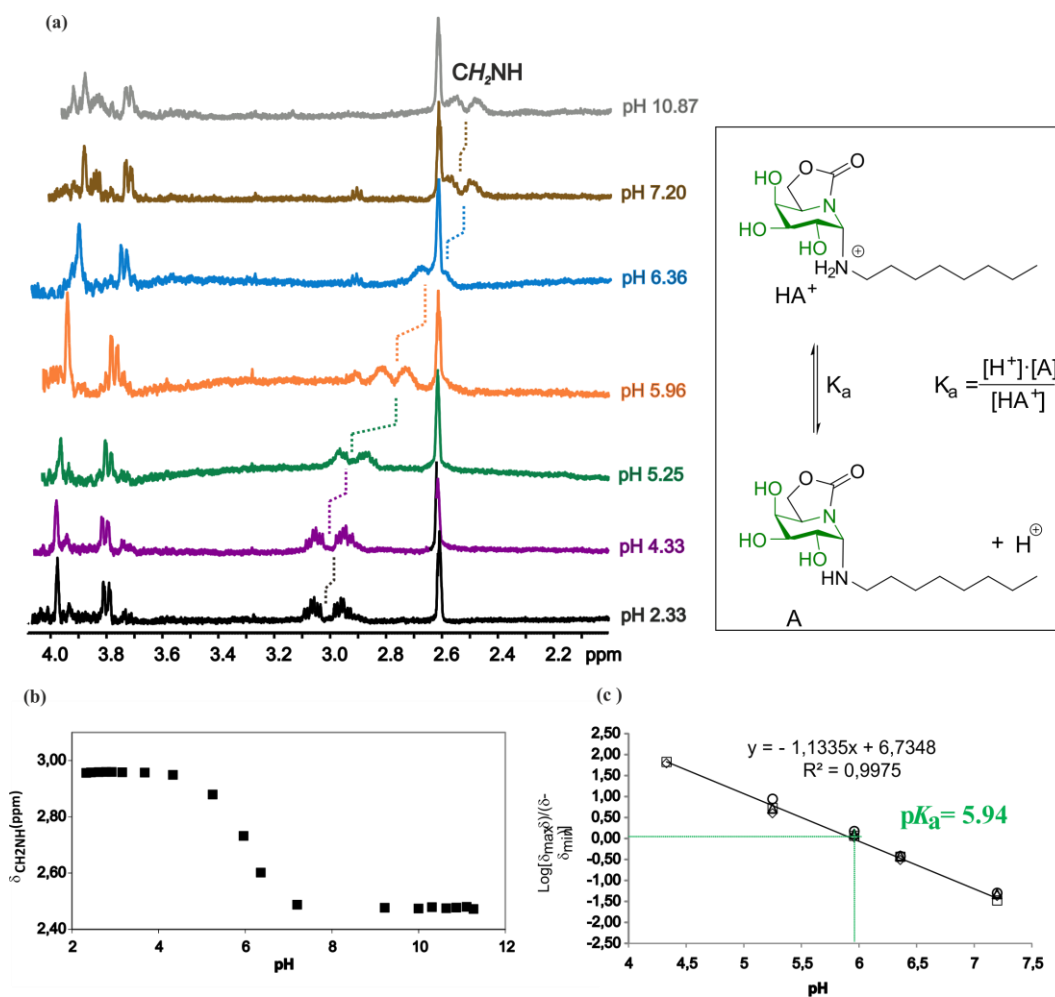 (a)
CH₂NH
pH 10.87
pH 7.20
pH 6.36
pH 5.96
pH 5.25
pH 4.33
pH 2.33
4.0 3.8 3.6 3.4 3.2 3.0 2.8 2.6 2.4 2.2 ppm
HO O O
N
HO HO
H₂N ⊕
HA⁺
Kₐ
Kₐ = [H⁺]·[A] / [HA⁺]
HO O O
N
HO HO
HN
+ H⊕
A
(b)
δCH2NH(ppm)
3,00
2,80
2,60
2,40
2 4 6 8 10 12
pH
(c)
Log[δmaxδ)/(δ-
δmin)]
2,50
2,00
1,50
1,00
0,50
0,00
-0,50
-1,00
-1,50
-2,00
-2,50
y = - 1,1335x + 6,7348
R² = 0,9975
pKₐ= 5.94
4 4,5 5 5,5 6 6,5 7 7,5
pH